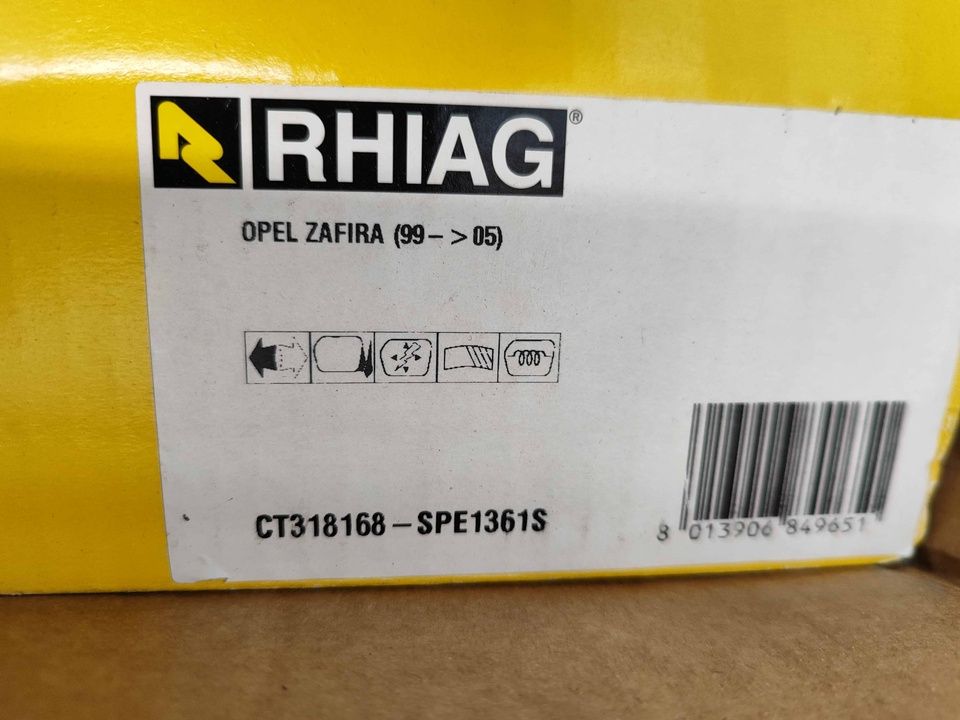 RHIAG®
OPEL ZAFIRA (99–>05)
CT318168–SPE1361S
8 013906 849651